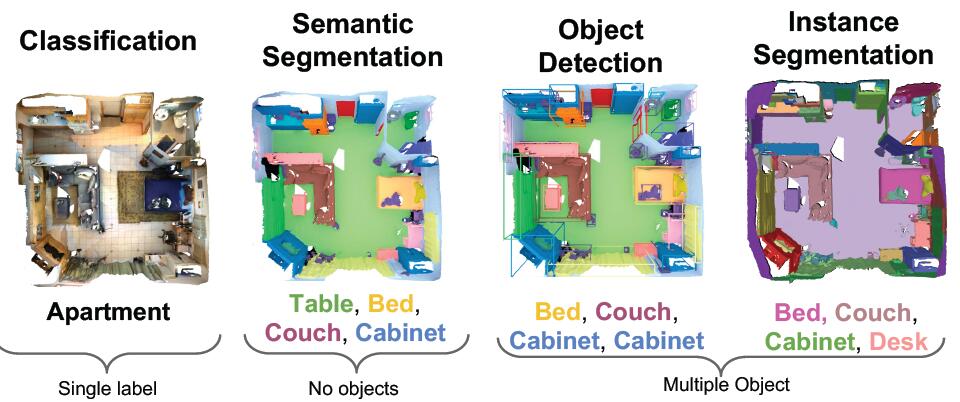 Classification
Semantic
Segmentation
Object
Detection
Instance
Segmentation
Apartment
Table, Bed,
Couch, Cabinet
Bed, Couch,
Cabinet, Cabinet
Bed, Couch,
Cabinet, Desk
Single label
No objects
Multiple Object